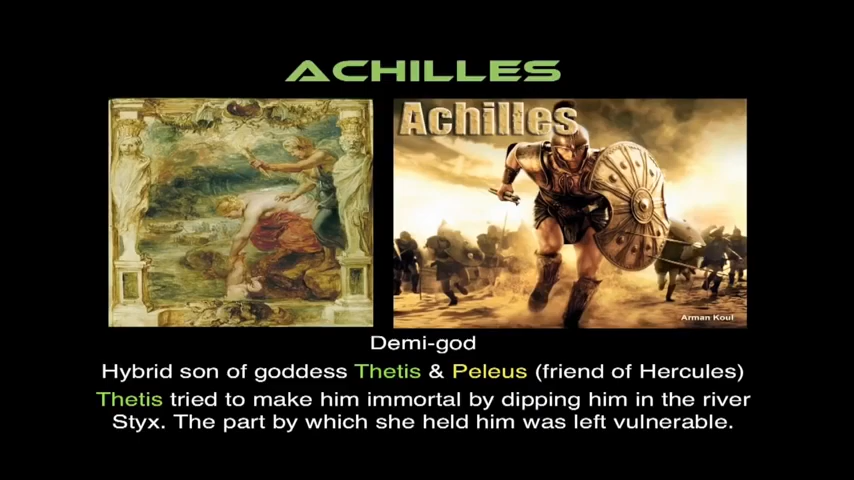 ACHILLES
Achilles
Arman Koul
Demi-god
Hybrid son of goddess Thetis & Peleus (friend of Hercules)
Thetis tried to make him immortal by dipping him in the river
Styx. The part by which she held him was left vulnerable.